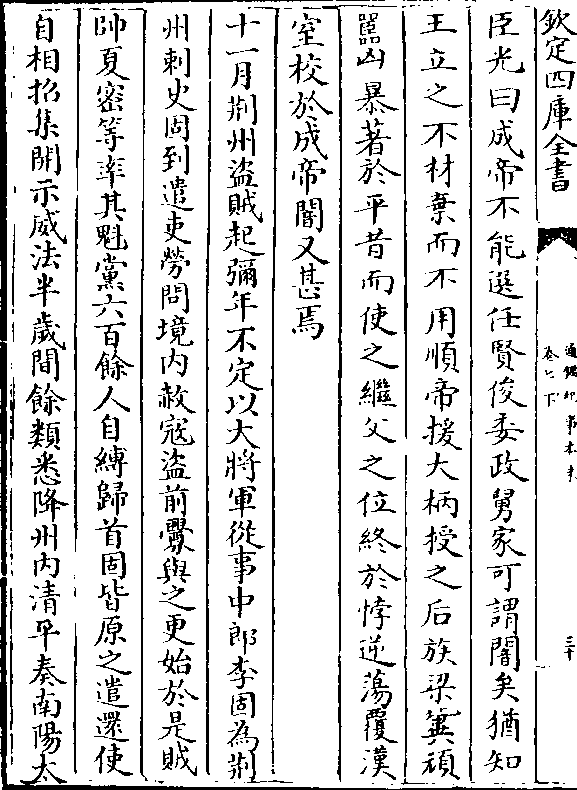 欽定四庫全書
卷七下
三十
臣光曰成帝不能選任賢俊委政舅家可謂闇矣猶知
王立之不材棄而不用順帝援大柄授之后族梁冀頑
嚚凶暴著於平昔而使之繼父之位終於悖逆蕩覆漢
室校於成帝闇又甚焉
十一月荆州盜賊起彌年不定以大將軍從事中郎李固為荆
州刺史固到遣吏勞問境内赦寇盜前釁與之更始於是賊
帥夏密等率其魁黨六百餘人自縛歸首固皆原之遣還使
自相招集開示威法半歲間餘類悉降州内清平奏南陽太